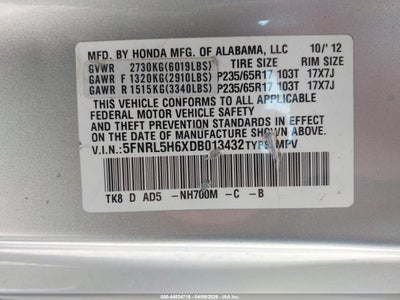 MFD. BY HONDA MFG. OF ALABAMA, LLC 10/'12
GVWR 2730KG(6019LBS) TIRE SIZE RIM SIZE
GAWR F 1320KG(2910LBS) P235/65R17 103T 17X7J
GAWR R 1515KG(3340LBS) P235/65R17 103T 17X7J
THIS VEHICLE CONFORMS TO ALL APPLICABLE
FEDERAL MOTOR VEHICLE SAFETY
AND THEFT PREVENTION STANDARDS IN EFFECT
ON THE DATE OF MANUFACTURE SHOWN ABOVE.
V.I.N.:5FNRL5H6XDB013432 TYPE: MPV
TK8 D AD5 -NH700M -C -B